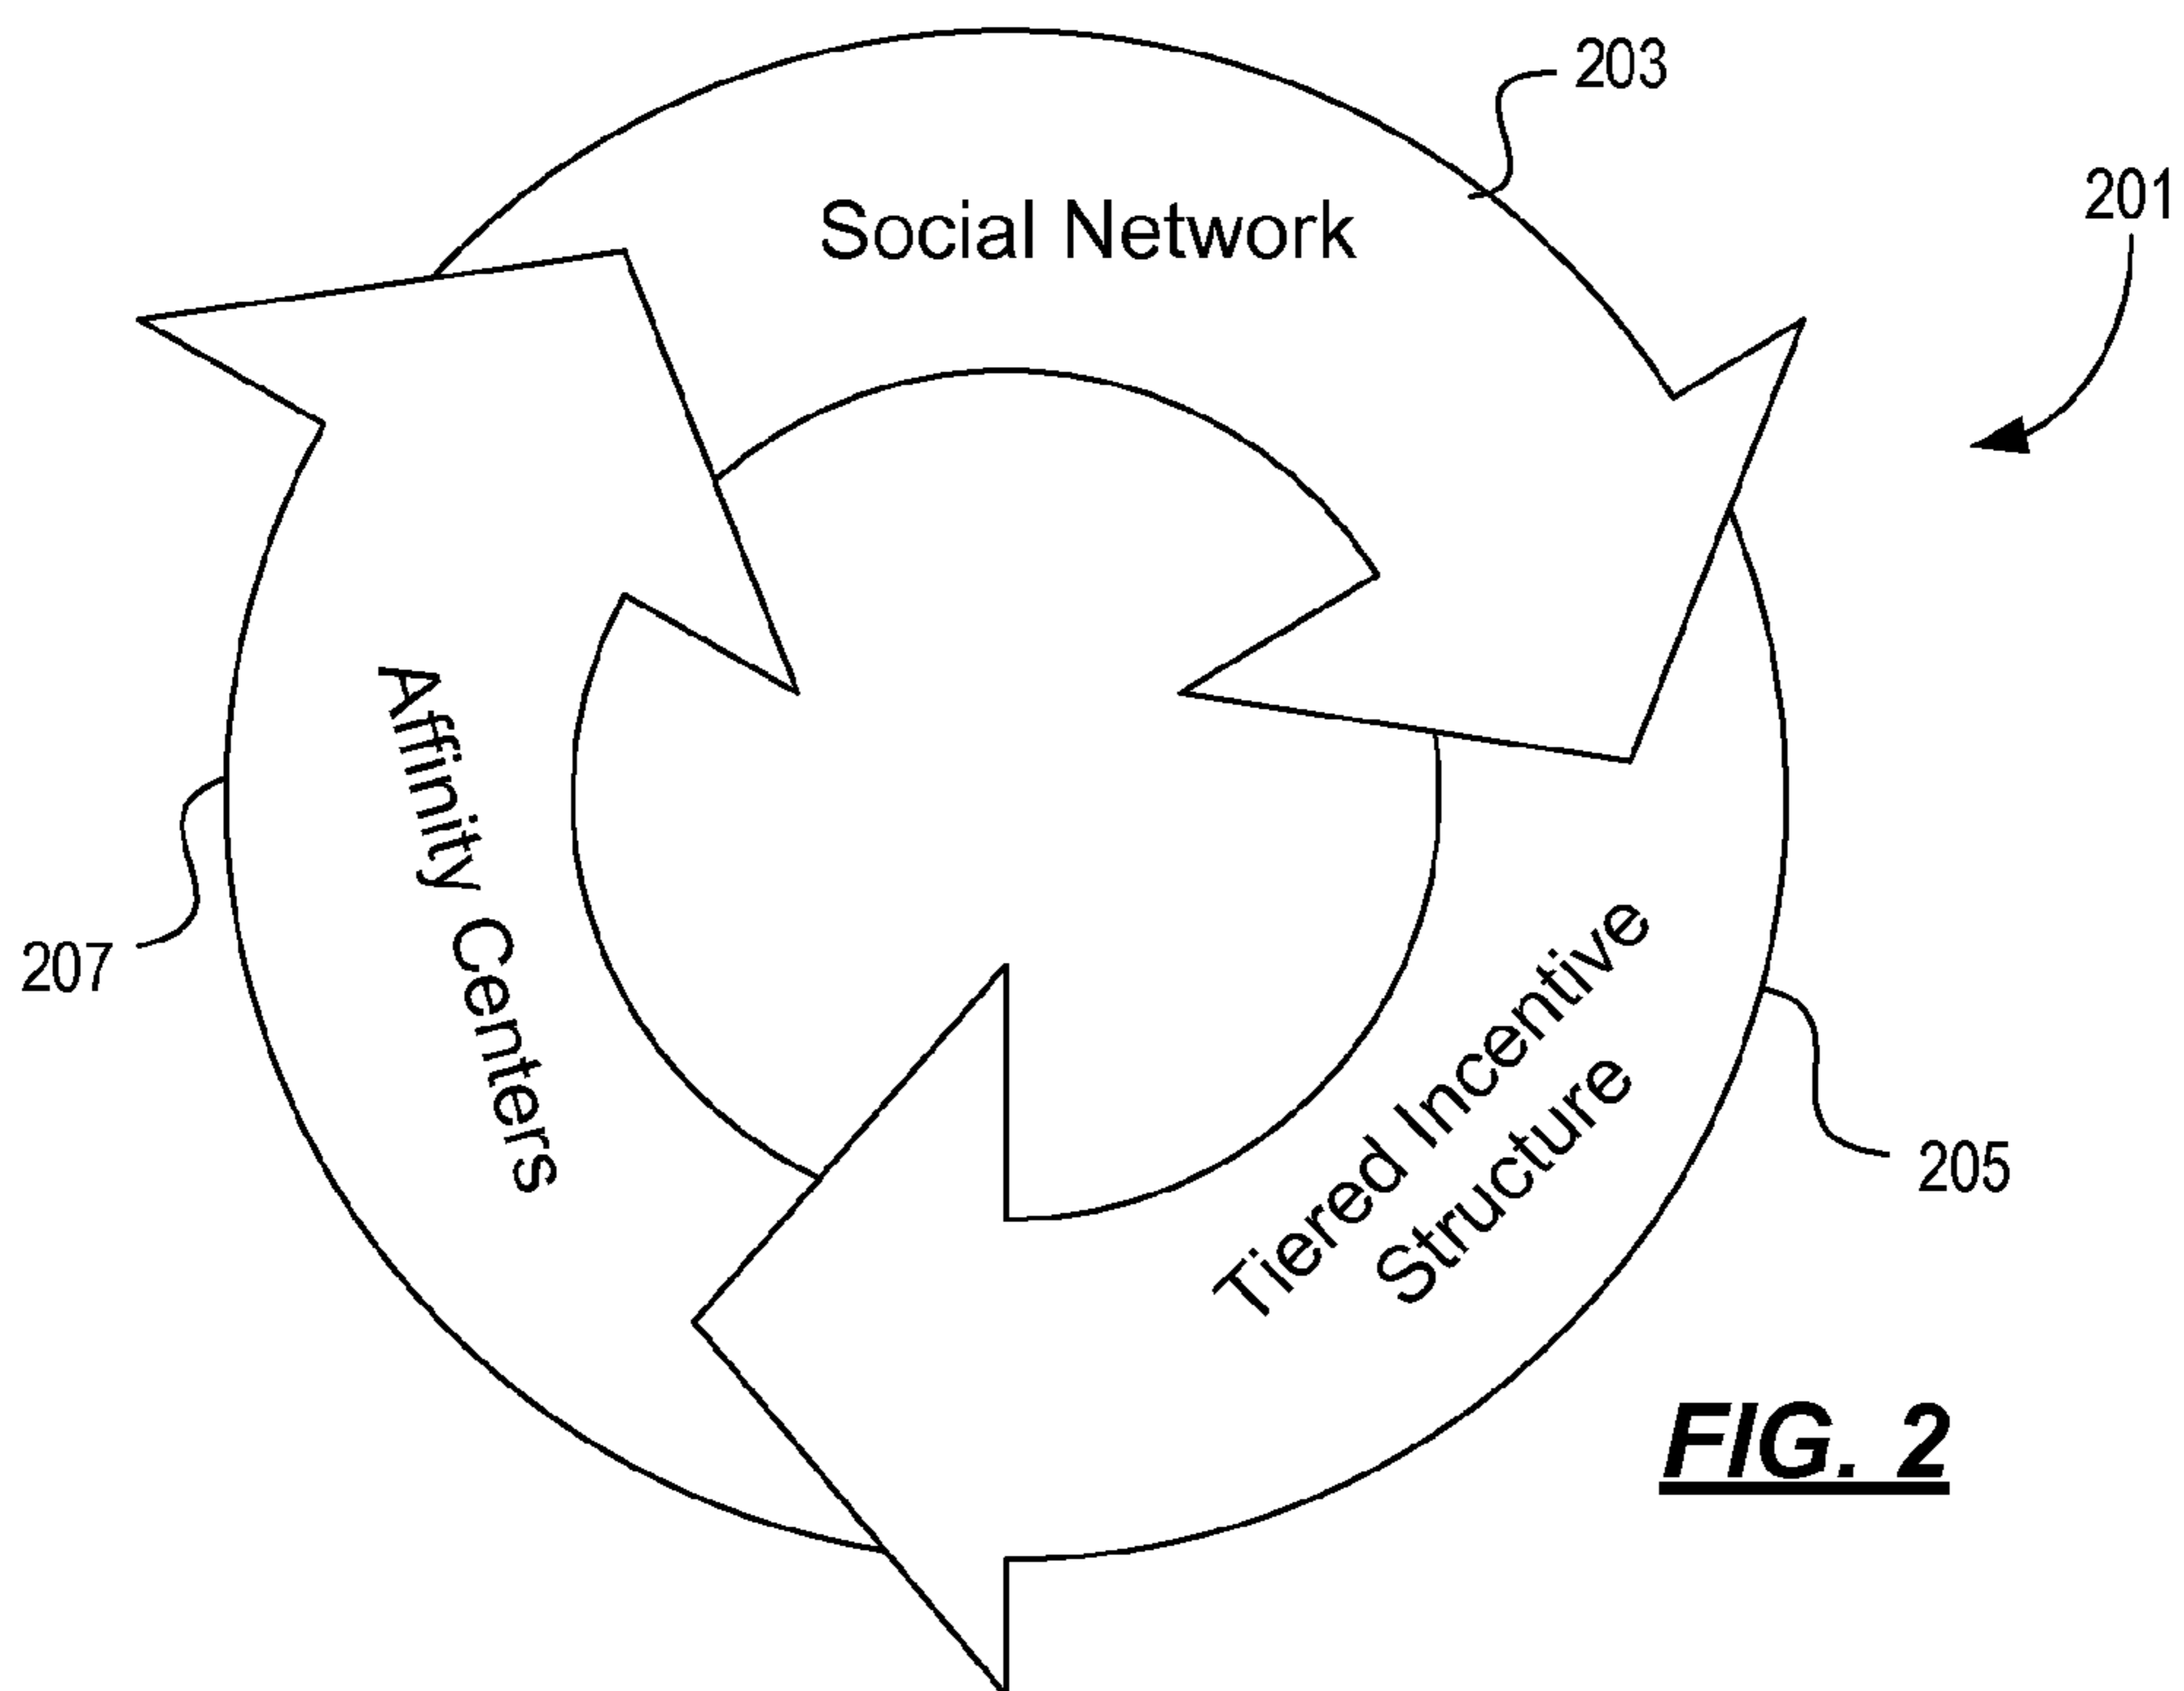 203
201
Social Network
Affinity Centers
Tiered Incentive
Structure
207
205
FIG. 2